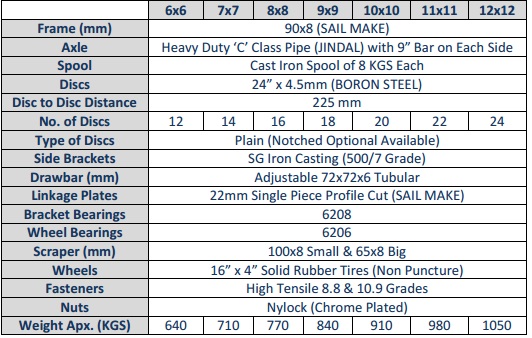 6x6 7x7 8x8 9x9 10x10 11x11 12x12
Frame (mm) 90x8 (SAIL MAKE)
Axle Heavy Duty ‘C’ Class Pipe (JINDAL) with 9” Bar on Each Side
Spool Cast Iron Spool of 8 KGS Each
Discs 24” x 4.5mm (BORON STEEL)
Disc to Disc Distance 225 mm
No. of Discs 12 14 16 18 20 22 24
Type of Discs Plain (Notched Optional Available)
Side Brackets SG Iron Casting (500/7 Grade)
Drawbar (mm) Adjustable 72x72x6 Tubular
Linkage Plates 22mm Single Piece Profile Cut (SAIL MAKE)
Bracket Bearings 6208
Wheel Bearings 6206
Scraper (mm) 100x8 Small & 65x8 Big
Wheels 16” x 4” Solid Rubber Tires (Non Puncture)
Fasteners High Tensile 8.8 & 10.9 Grades
Nuts Nylock (Chrome Plated)
Weight Apx. (KGS) 640 710 770 840 910 980 1050